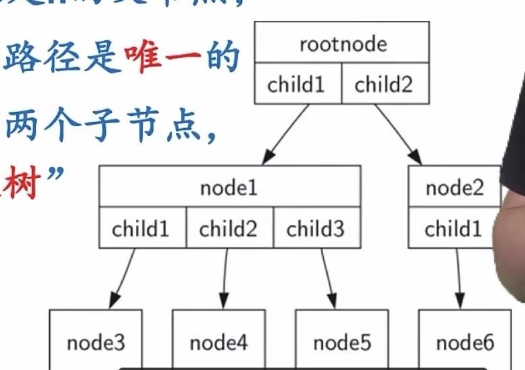 路径是唯一的
两个子节点，
树”
rootnode
child1 child2
node1
child1 child2 child3
node2
child1
node3 node4 node5 node6